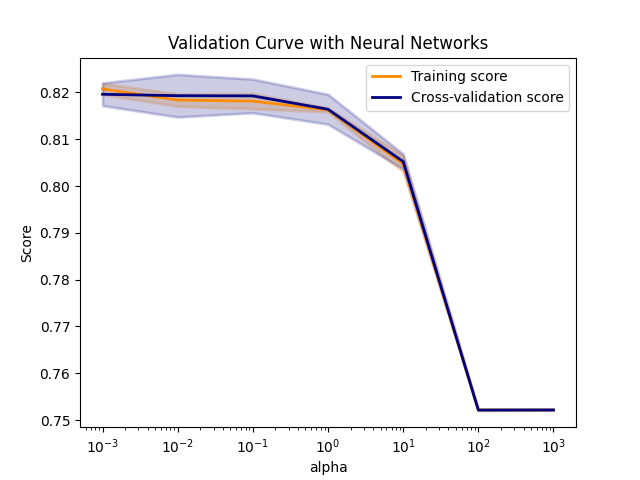 Validation Curve with Neural Networks
Training score
Cross-validation score
Score
0.82
0.81
0.80
0.79
0.78
0.77
0.76
0.75
10⁻³ 10⁻² 10⁻¹ 10⁰ 10¹ 10² 10³
alpha